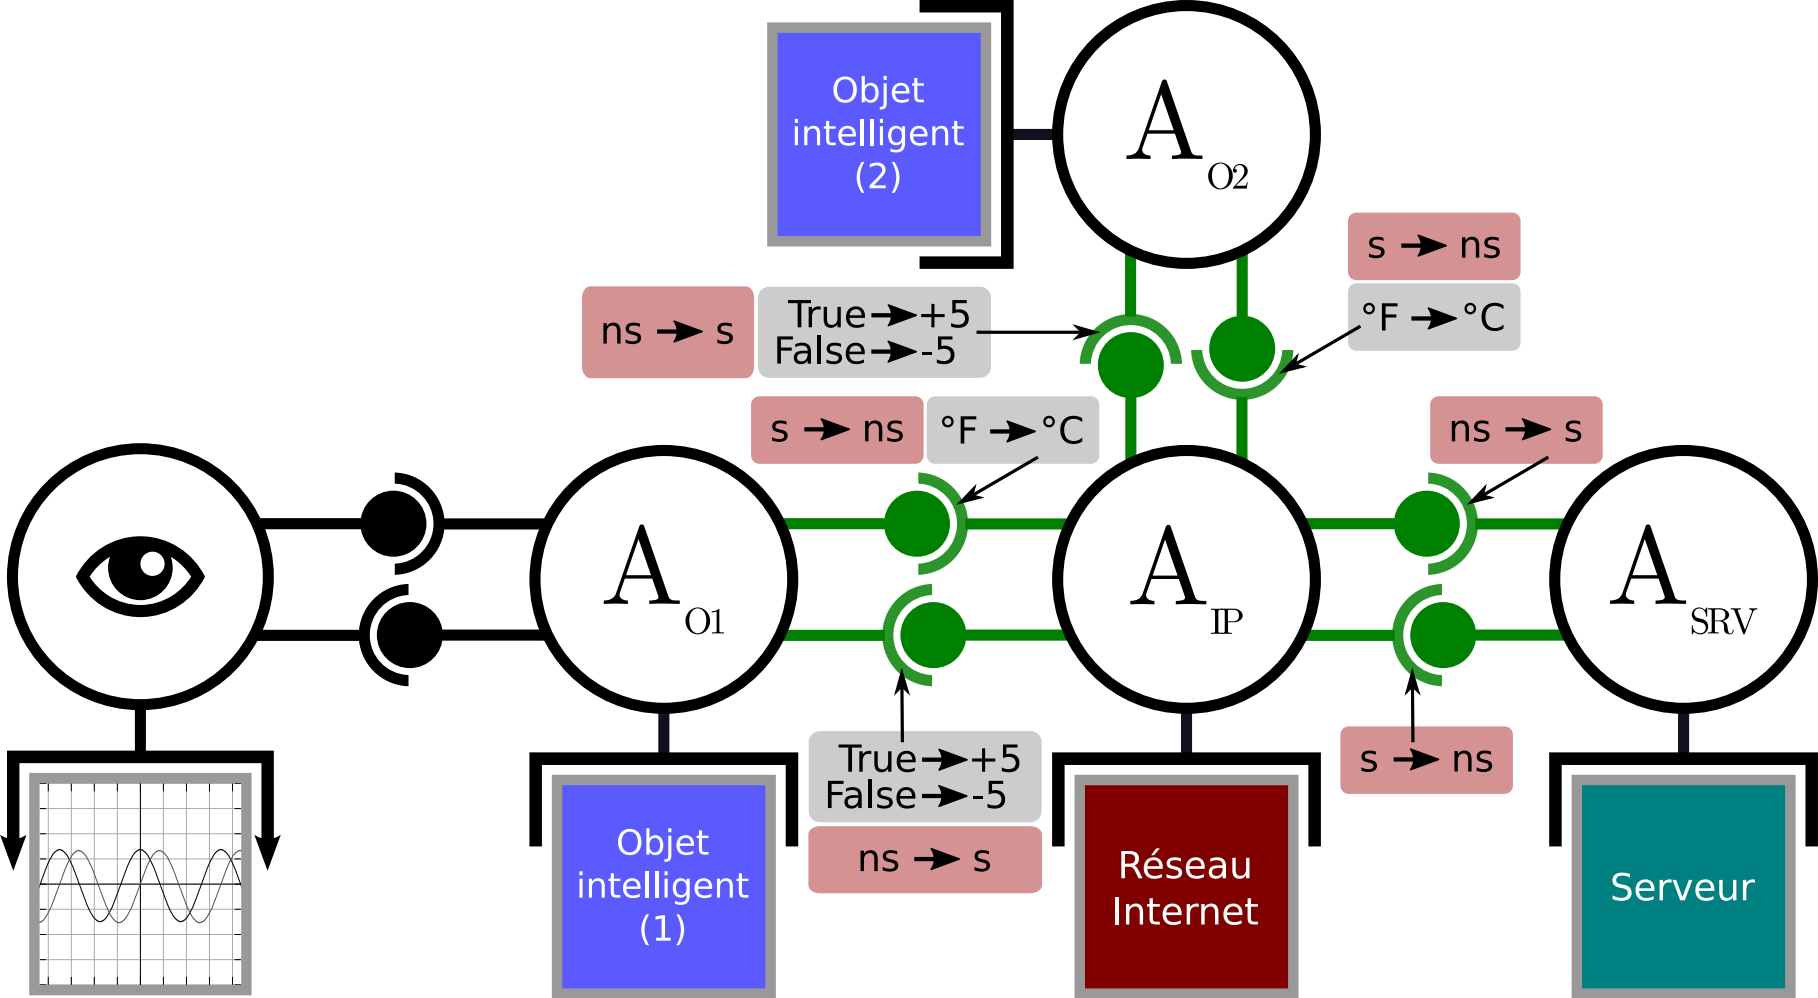 Objet
intelligent
(2)
A O2
s → ns
°F → °C
ns → s
True → +5
False → -5
s → ns
°F → °C
ns → s
A O1
A IP
A SRV
True → +5
False → -5
ns → s
s → ns
Objet
intelligent
(1)
Réseau
Internet
Serveur